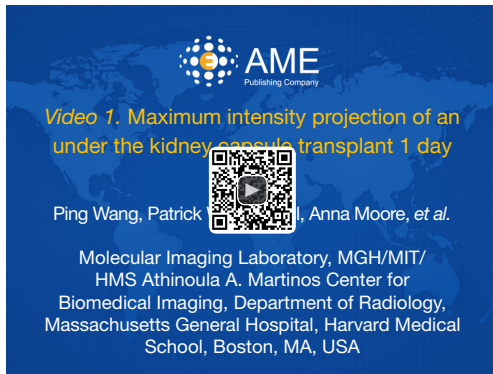 AME
Publishing Company
Video 1. Maximum intensity projection of an
under the kidney capsule transplant 1 day
Ping Wang, Patrick Anna Moore, et al.
Molecular Imaging Laboratory, MGH/MIT/
HMS Athinoula A. Martinos Center for
Biomedical Imaging, Department of Radiology,
Massachusetts General Hospital, Harvard Medical
School, Boston, MA, USA